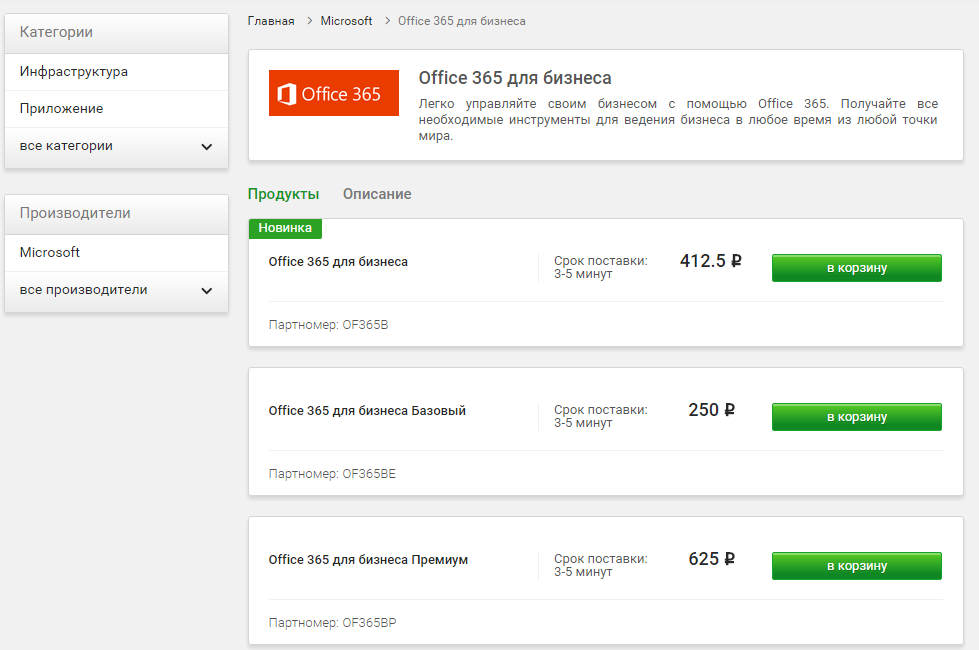 Категории
Инфраструктура
Приложение
все категории
Производители
Microsoft
все производители
Главная > Microsoft > Office 365 для бизнеса
Office 365
Office 365 для бизнеса
Легко управляйте своим бизнесом с помощью Office 365. Получайте все
необходимые инструменты для ведения бизнеса в любое время из любой точки
мира.
Продукты Описание
Новинка
Office 365 для бизнеса
Срок поставки:
3-5 минут
412.5 ₽
в корзину
Партномер: OF365B
Office 365 для бизнеса Базовый
Срок поставки:
3-5 минут
250 ₽
в корзину
Партномер: OF365BE
Office 365 для бизнеса Премиум
Срок поставки:
3-5 минут
625 ₽
в корзину
Партномер: OF365BP